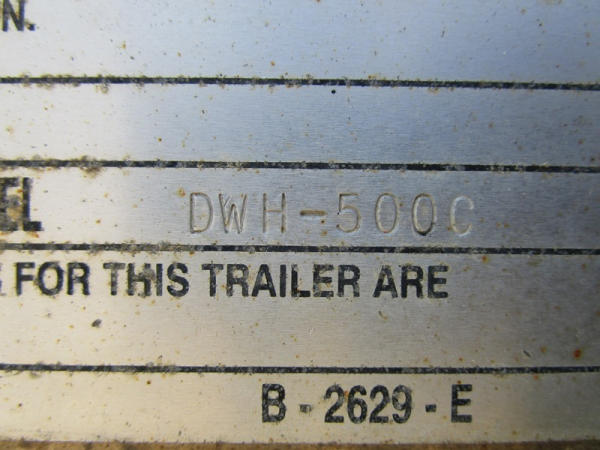 N.
EL DWH-500C
FOR THIS TRAILER ARE
B - 2629 - E